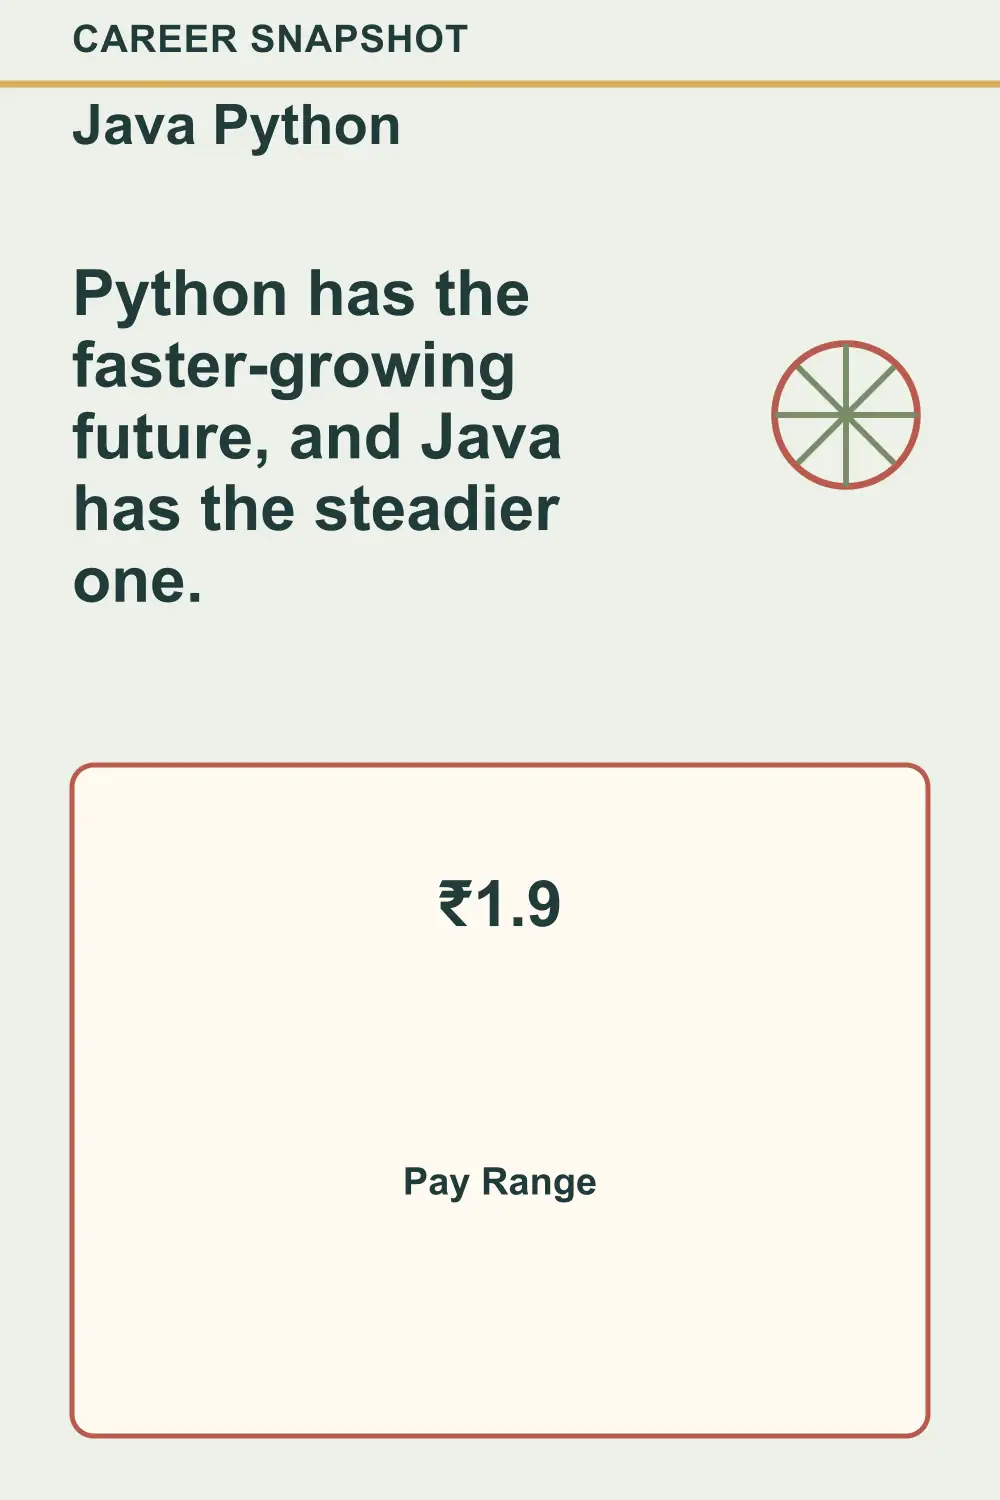 CAREER SNAPSHOT
Java Python
Python has the
faster-growing
future, and Java
has the steadier
one.
₹1.9
Pay Range